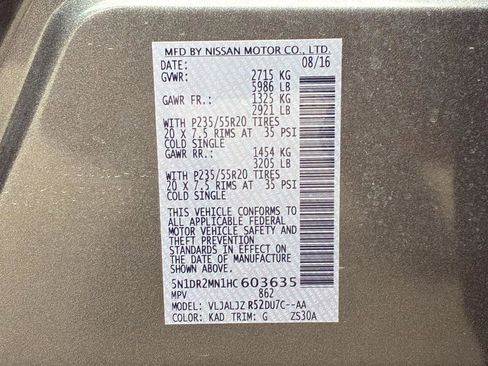 MFD BY NISSAN MOTOR CO., LTD.
DATE: 08/16
GVWR: 2715 KG
5986 LB
GAWR FR.: 1325 KG
2921 LB
WITH P235/55R20 TIRES
20 X 7.5 RIMS AT 35 PSI
COLD SINGLE
GAWR RR.: 1454 KG
3205 LB
WITH P235/55R20 TIRES
20 X 7.5 RIMS AT 35 PSI
COLD SINGLE
THIS VEHICLE CONFORMS TO
ALL APPLICABLE FEDERAL
MOTOR VEHICLE SAFETY AND
THEFT PREVENTION
STANDARDS IN EFFECT ON
THE DATE OF MANUFACTURE
SHOWN ABOVE.
5N1DR2MN1HC603635
MPV 862
MODEL: VLJALJZ R52DU7C--AA
COLOR: KAD TRIM: G ZS30A